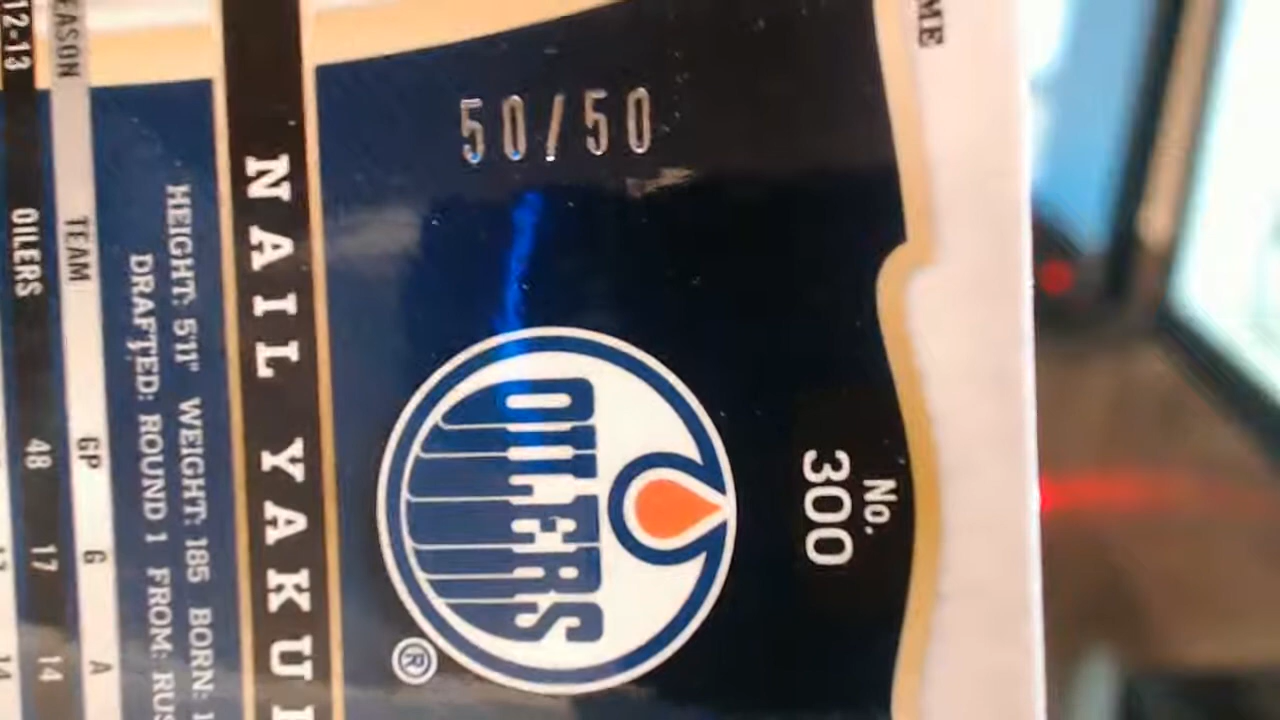 ME
No.
300
50/50
OILERS
®
NAIL YAKU
HEIGHT: 5'11" WEIGHT: 185 BORN: 1
DRAFTED: ROUND 1 FROM: RUS
EASON TEAM GP G A
12-13 OILERS 48 17 14